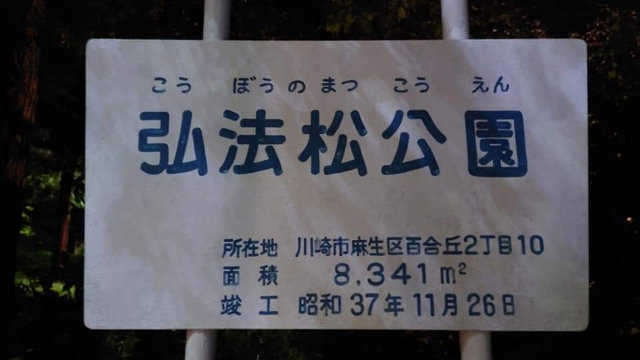 こう ぼうの まつ こう えん
弘法松公園
所在地 川崎市麻生区百合丘2丁目10
面積 8,341㎡
竣工 昭和37年11月26日